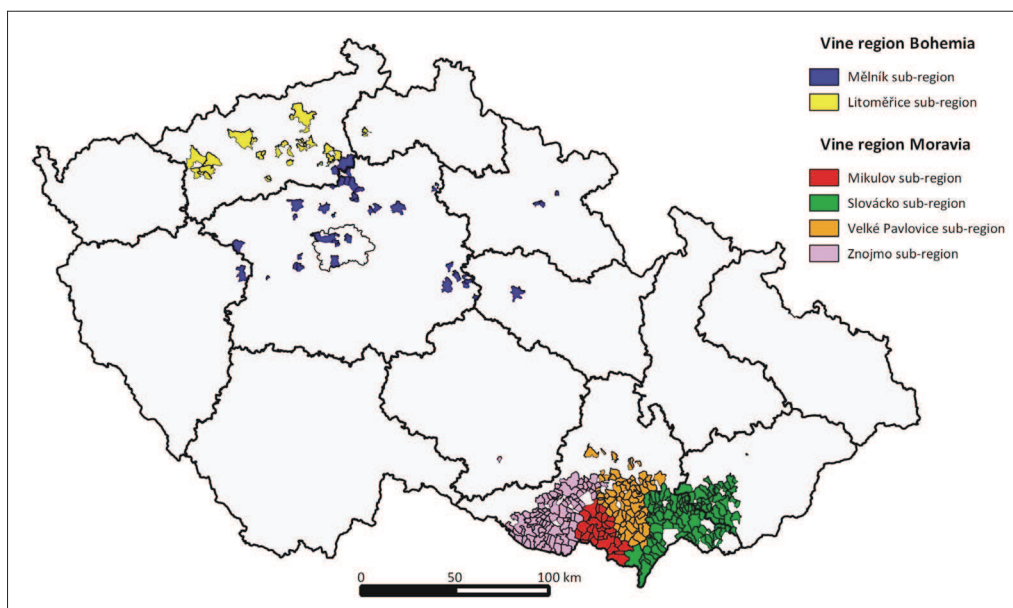 Vine region Bohemia
Mělník sub-region
Litoměřice sub-region
Vine region Moravia
Mikulov sub-region
Slovácko sub-region
Velké Pavlovice sub-region
Znojmo sub-region
0 50 100 km